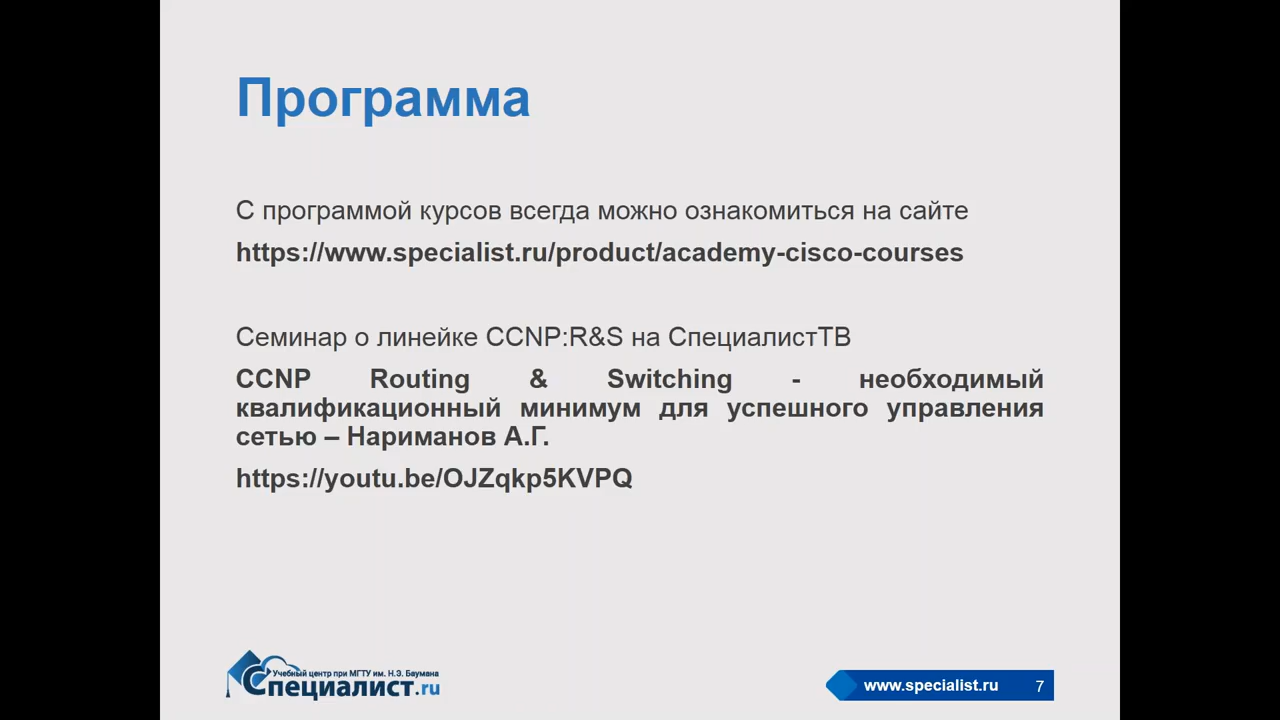 Программа
С программой курсов всегда можно ознакомиться на сайте
https://www.specialist.ru/product/academy-cisco-courses
Семинар о линейке CCNP:R&S на СпециалистТВ
CCNP Routing & Switching - необходимый
квалификационный минимум для успешного управления
сетью – Нариманов А.Г.
https://youtu.be/OJZqkp5KVPQ
Учебный центр при МГТУ им. Н.Э. Баумана
Специалист.ru
www.specialist.ru 7